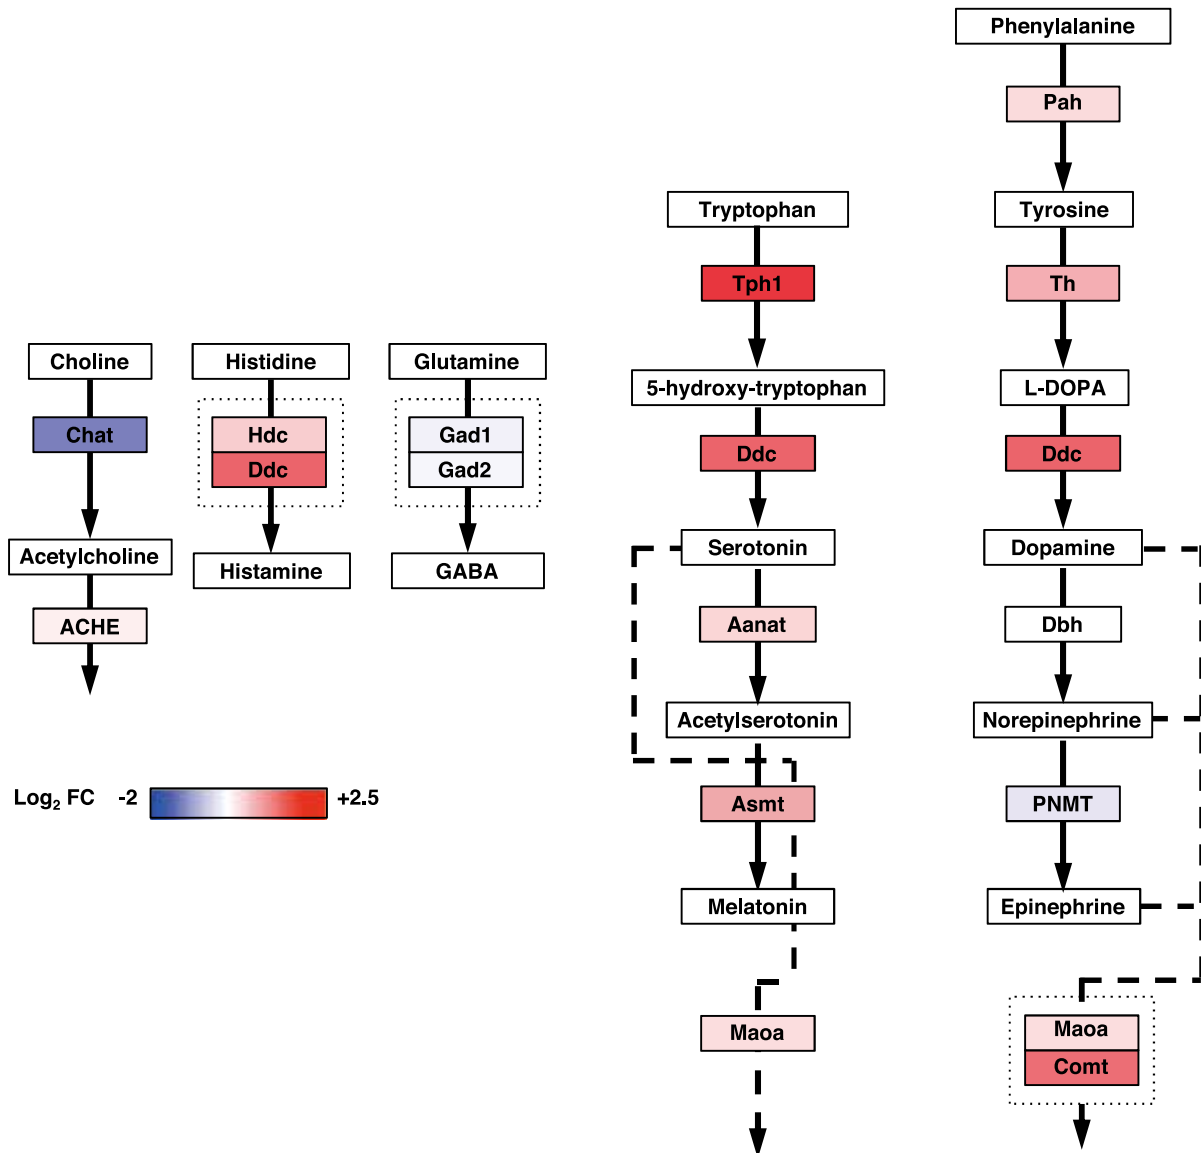 Phenylalanine
Pah
Tryptophan
Tyrosine
Tph1
Th
Choline
Histidine
Glutamine
5-hydroxy-tryptophan
L-DOPA
Chat
Hdc
Gad1
Ddc
Ddc
Ddc
Gad2
Acetylcholine
Histamine
GABA
Serotonin
Dopamine
ACHE
Aanat
Dbh
Acetylserotonin
Norepinephrine
Log₂ FC -2 +2.5
Asmt
PNMT
Melatonin
Epinephrine
Maoa
Maoa
Comt